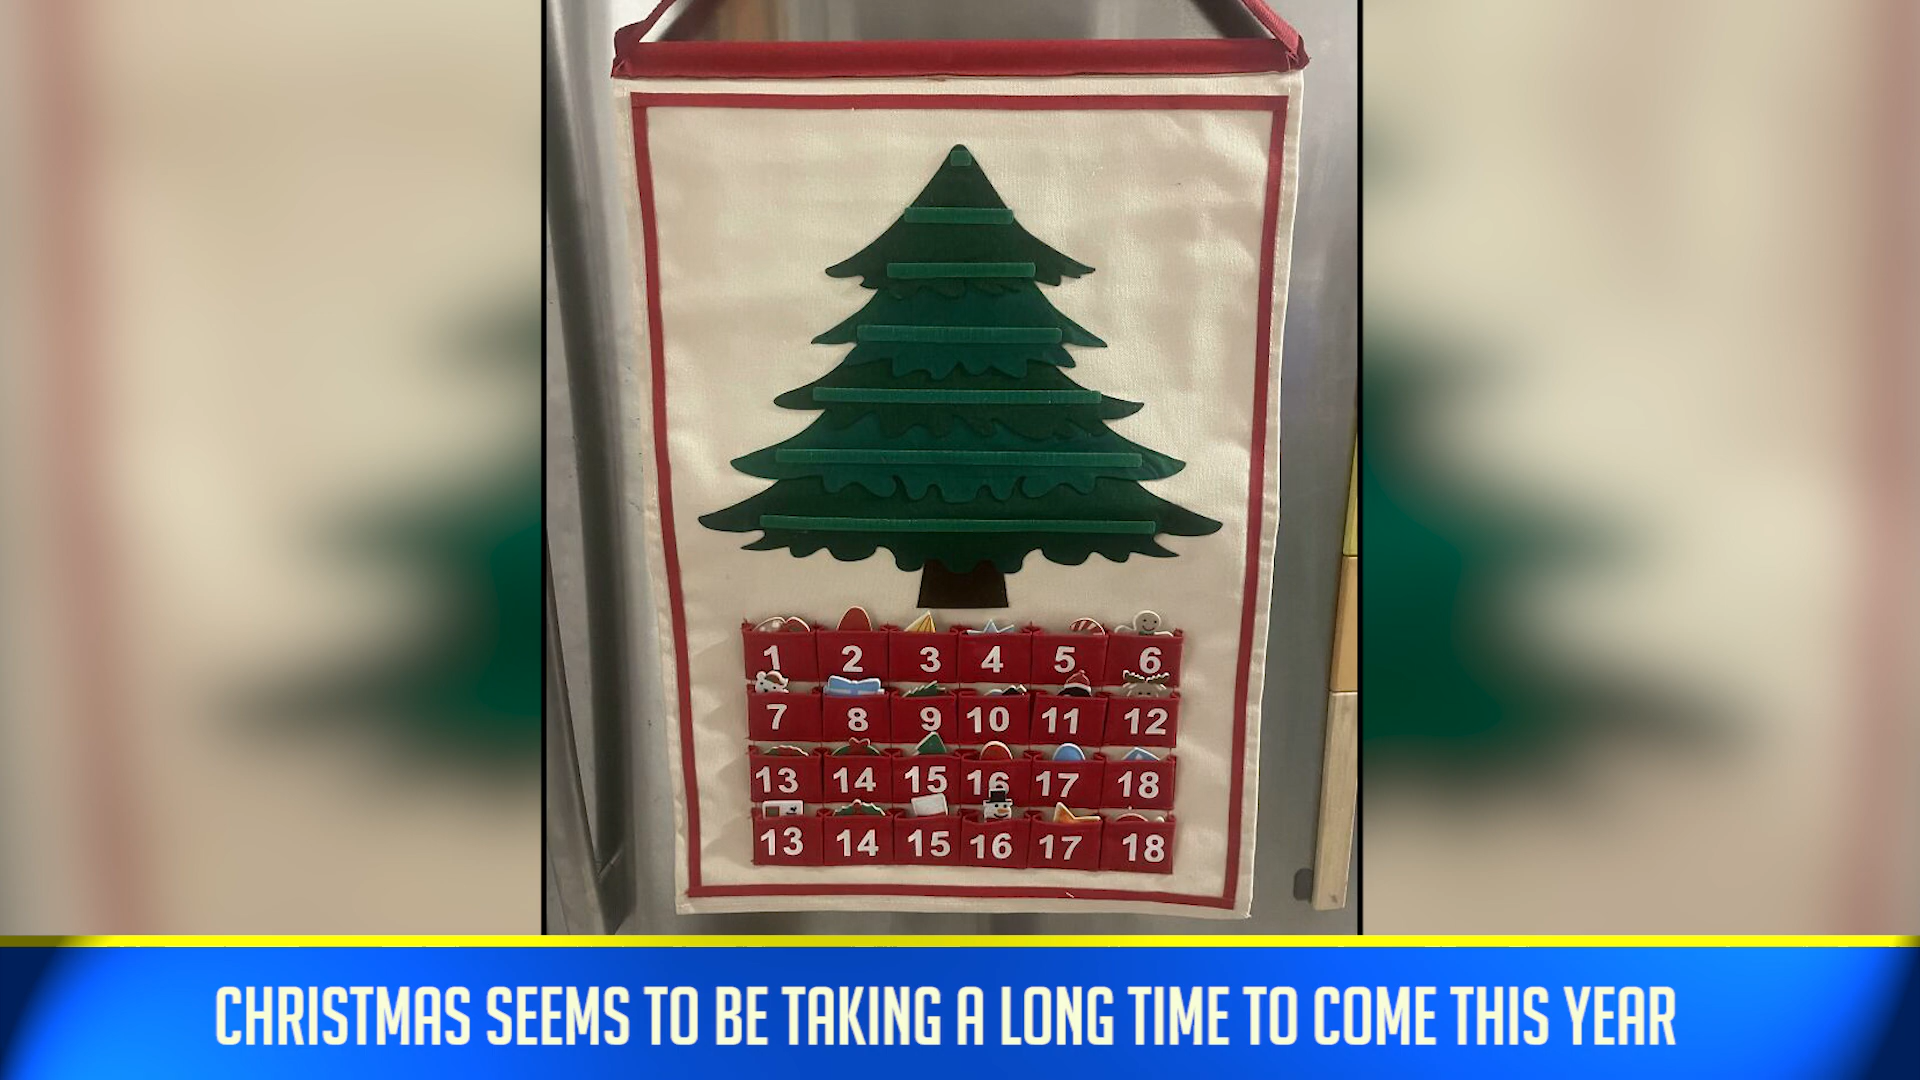 1 2 3 4 5 6
7 8 9 10 11 12
13 14 15 16 17 18
13 14 15 16 17 18
CHRISTMAS SEEMS TO BE TAKING A LONG TIME TO COME THIS YEAR